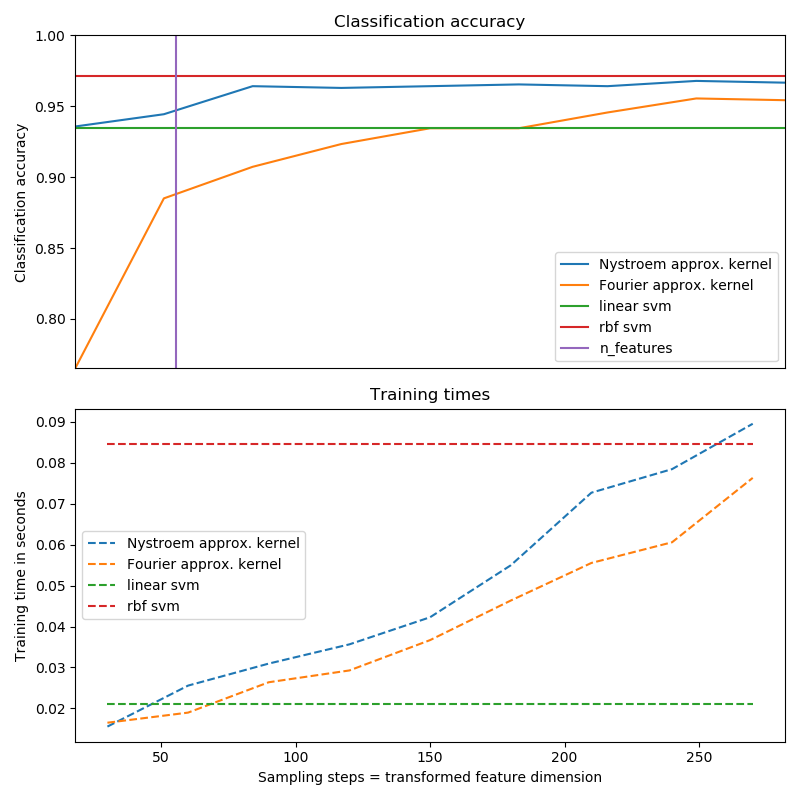 Classification accuracy
1.00
0.95
0.90
0.85
0.80
Classification accuracy
Nystroem approx. kernel
Fourier approx. kernel
linear svm
rbf svm
n_features
Training times
0.09
0.08
0.07
0.06
0.05
0.04
0.03
0.02
Training time in seconds
Nystroem approx. kernel
Fourier approx. kernel
linear svm
rbf svm
50 100 150 200 250
Sampling steps = transformed feature dimension